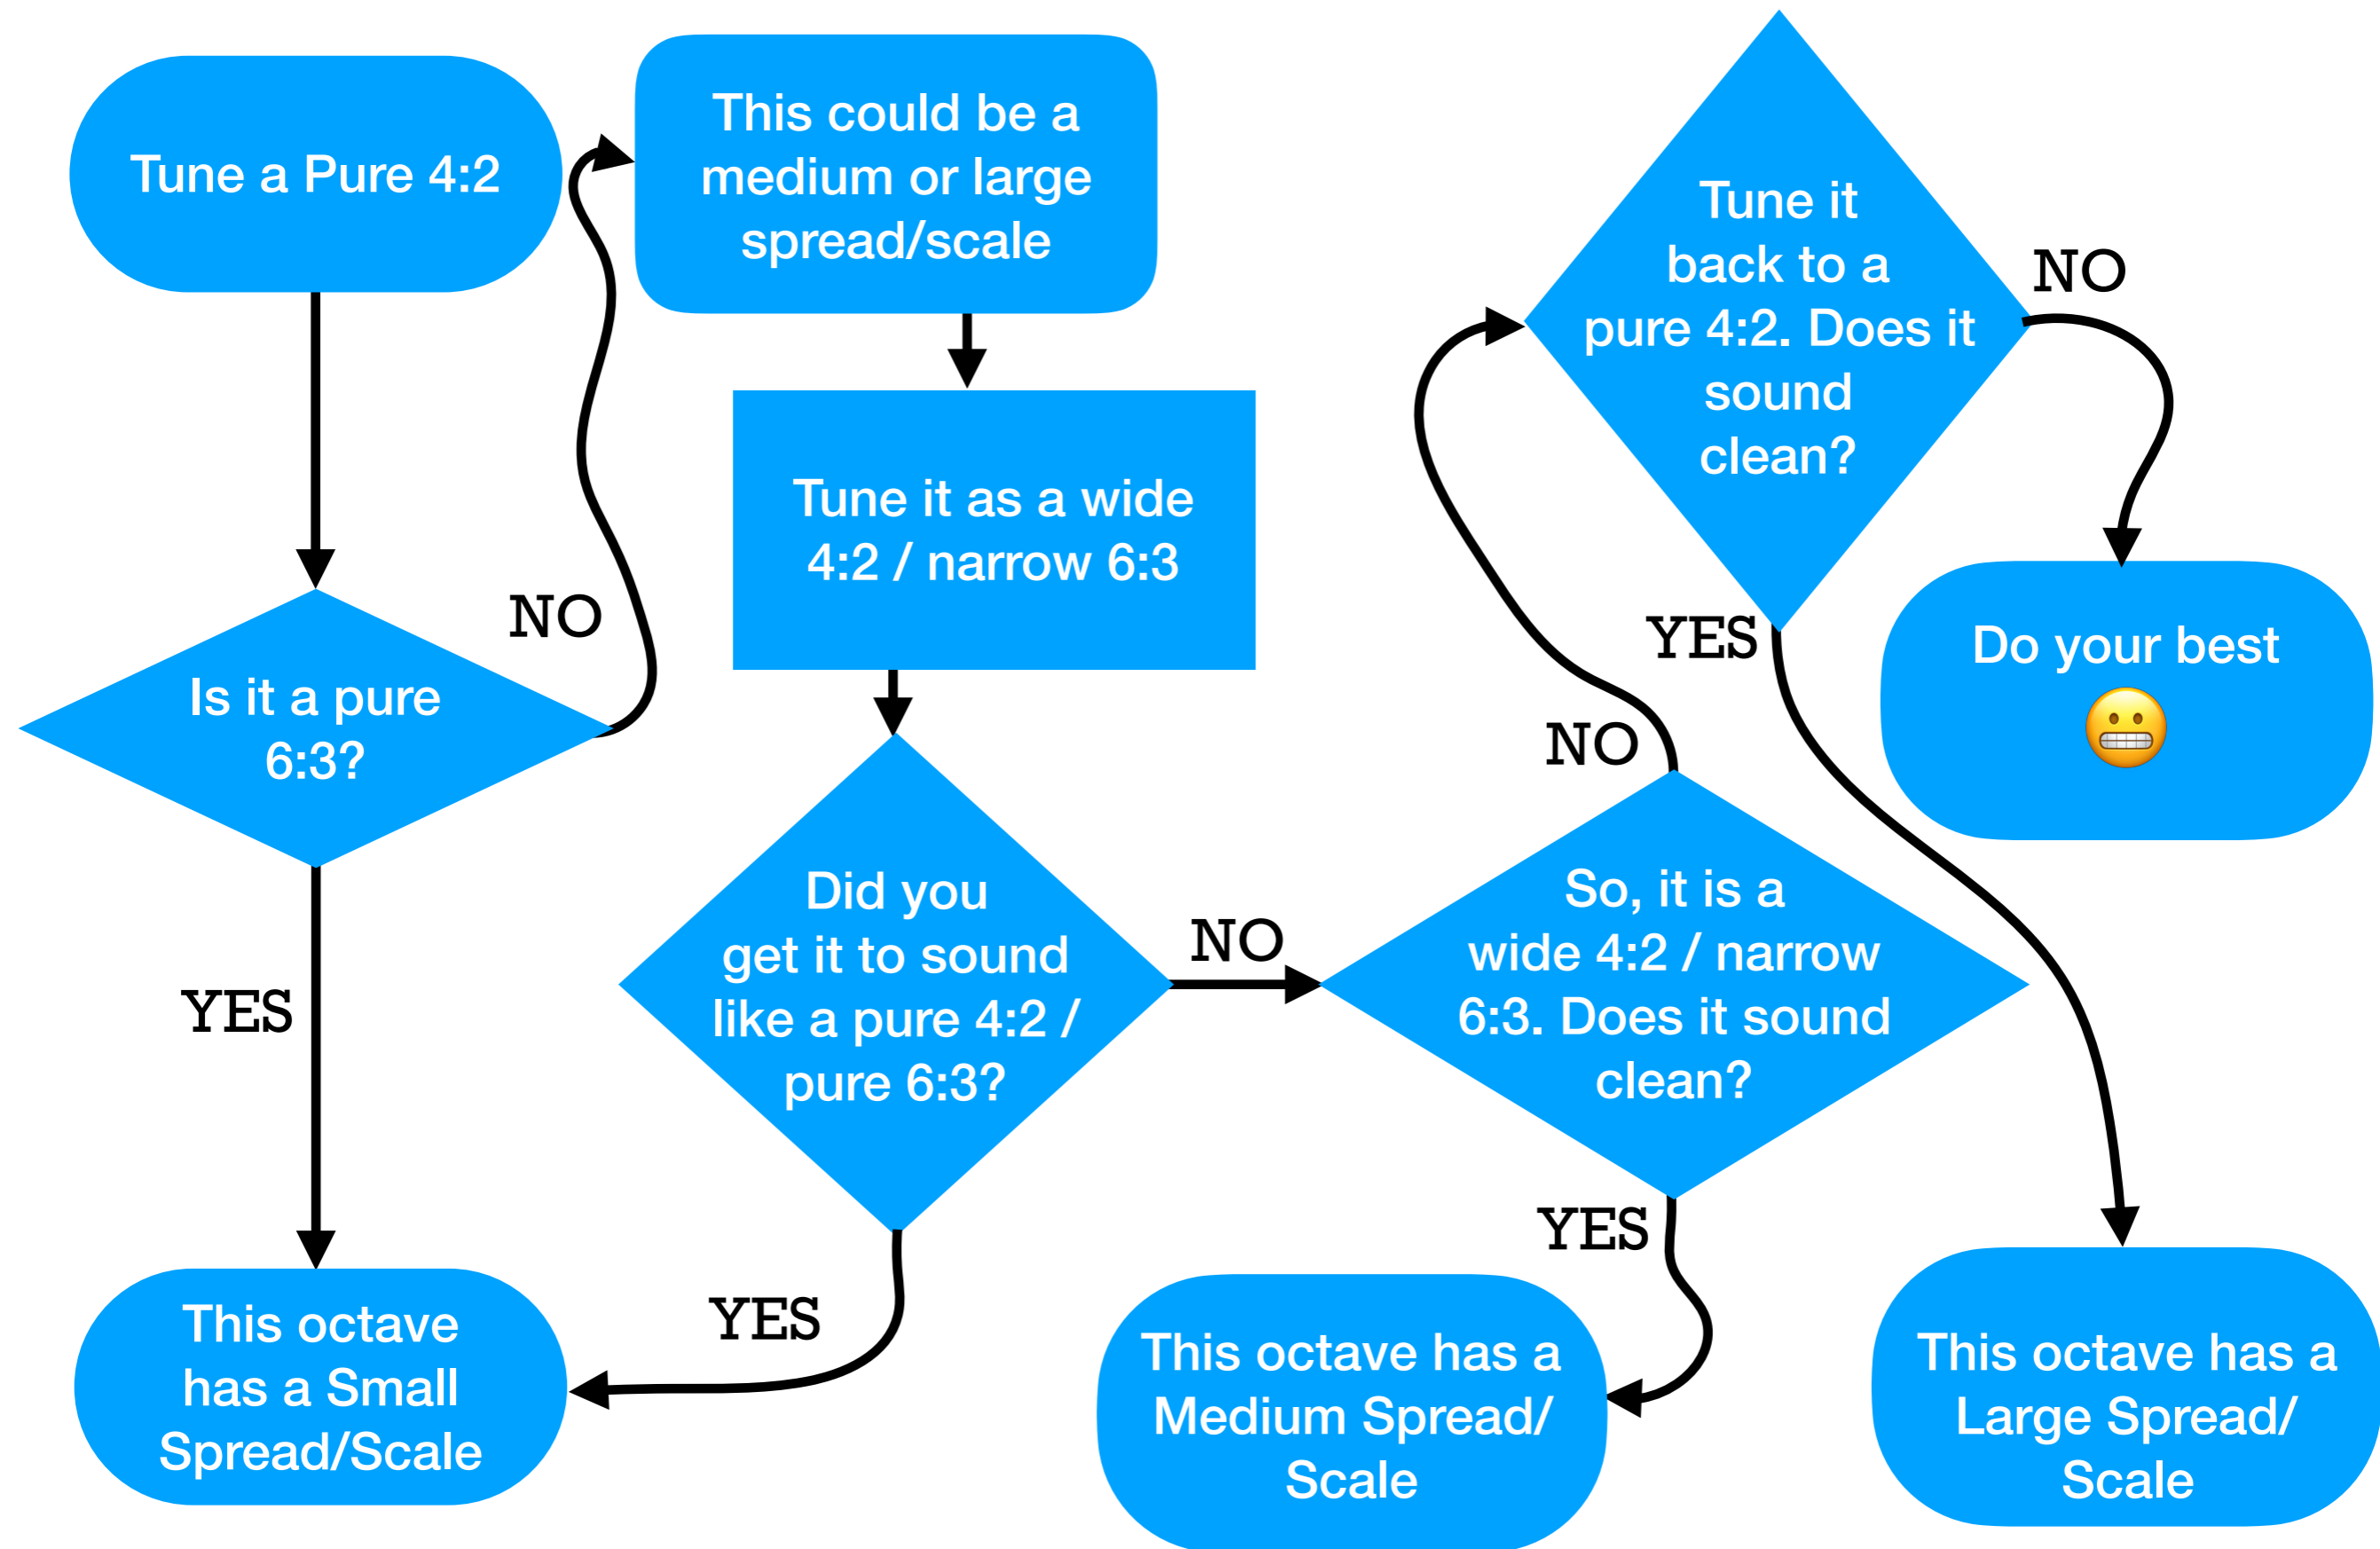 Tune a Pure 4:2
Is it a pure
6:3?
NO
YES
This octave
has a Small
Spread/Scale
This could be a
medium or large
spread/scale
Tune it as a wide
4:2 / narrow 6:3
Did you
get it to sound
like a pure 4:2 /
pure 6:3?
YES
NO
So, it is a
wide 4:2 / narrow
6:3. Does it sound
clean?
YES
This octave has a
Medium Spread/
Scale
NO
Tune it
back to a
pure 4:2. Does it
sound
clean?
NO
Do your best
YES
This octave has a
Large Spread/
Scale